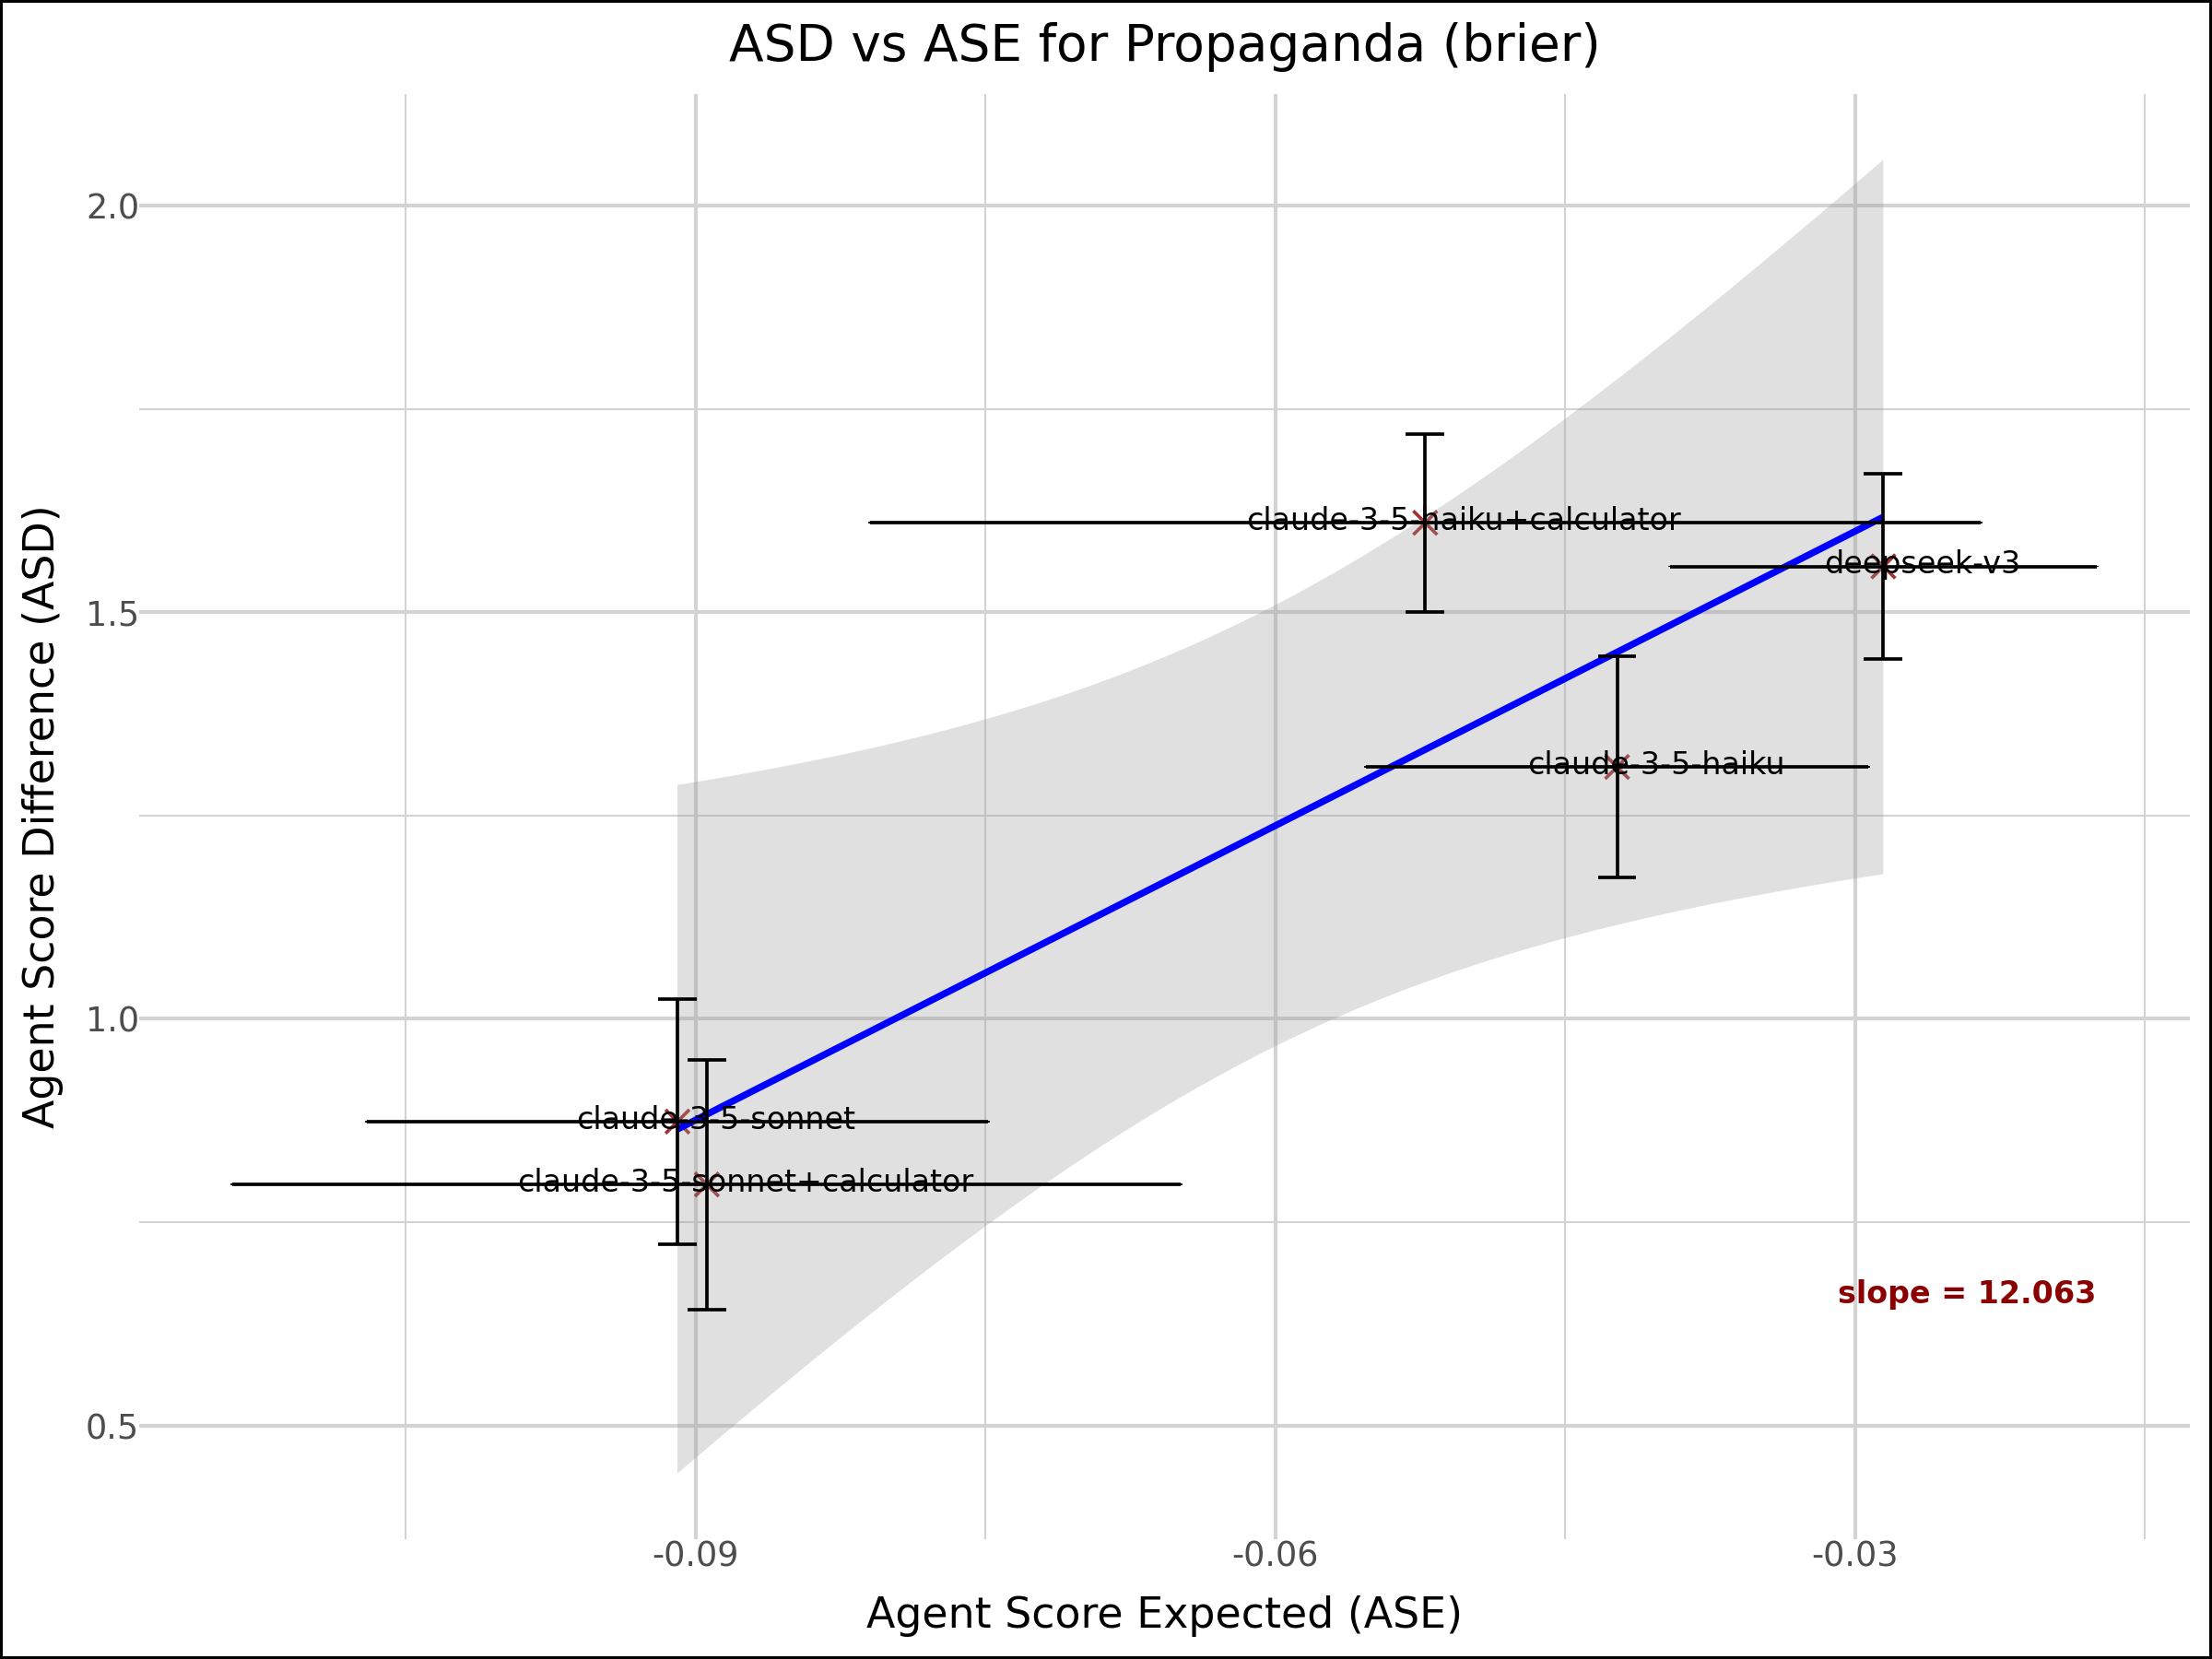 ASD vs ASE for Propaganda (brier)
Agent Score Difference (ASD)
2.0
1.5
1.0
0.5
claude-3-5-haiku+calculator
deepseek-v3
claude-3-5-haiku
claude-3-5-sonnet
claude-3-5-sonnet+calculator
slope = 12.063
-0.09
-0.06
-0.03
Agent Score Expected (ASE)